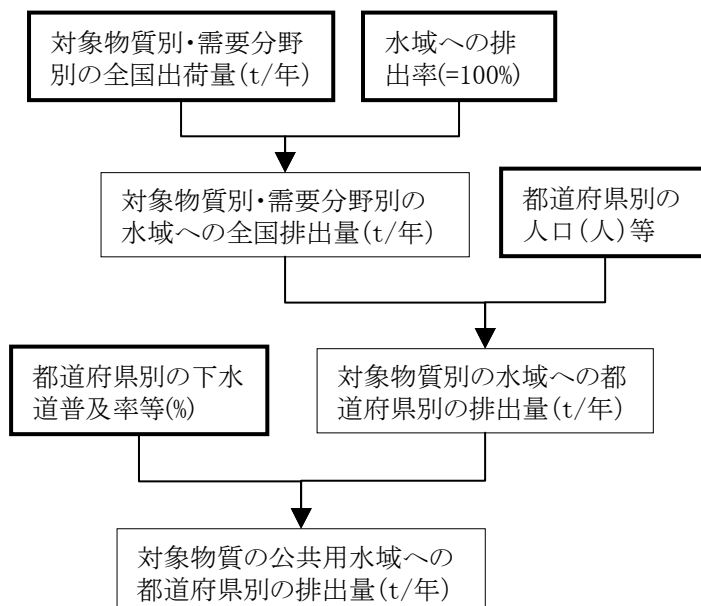 対象物質別・需要分野
別の全国出荷量(t/年)
水域への排
出率(=100%)
対象物質別・需要分野別の
水域への全国排出量(t/年)
都道府県別の
人口(人)等
都道府県別の下水
道普及率等(%)
対象物質別の水域への都
道府県別の排出量(t/年)
対象物質の公共用水域への
都道府県別の排出量(t/年)